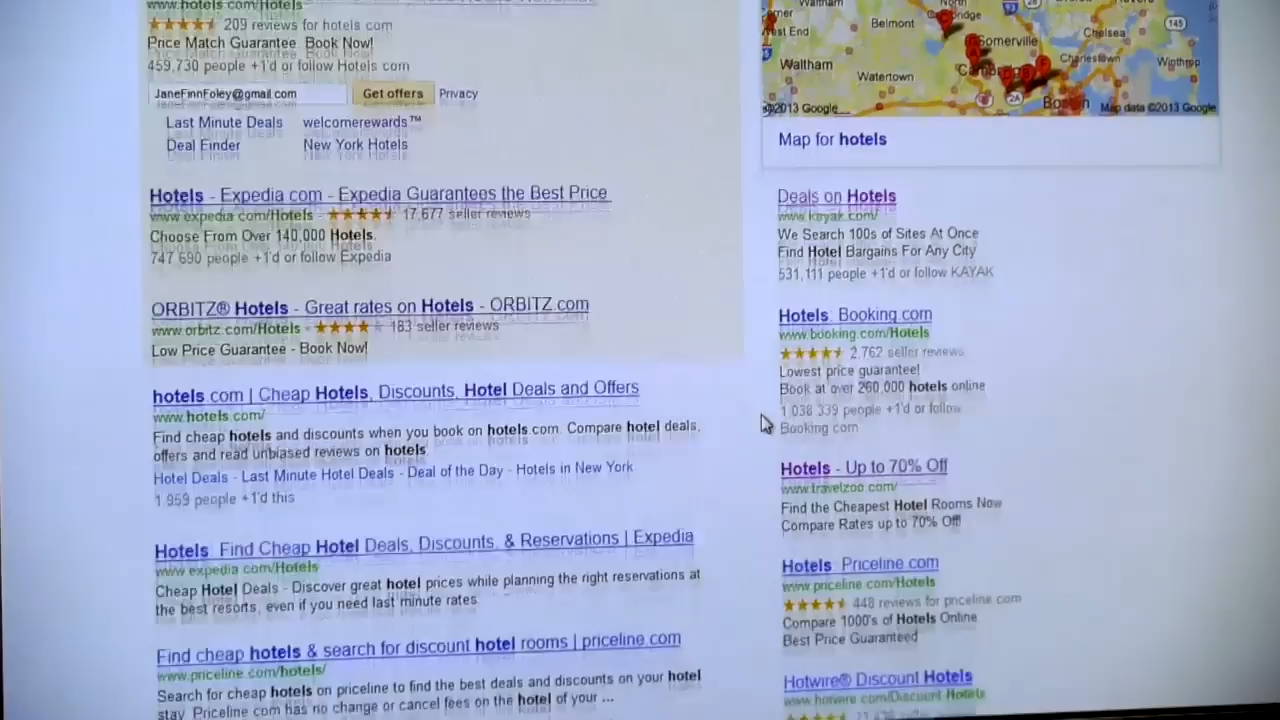 www.hotels.com/Hotels
209 reviews for hotels com
Price Match Guarantee Book Now!
459,730 people +1'd or follow Hotels com
JaneFinnFoley@gmail com Get offers Privacy
Last Minute Deals welcomerewards™
Deal Finder New York Hotels
Hotels - Expedia com - Expedia Guarantees the Best Price
www expedia com/Hotels - 17,677 seller reviews
Choose From Over 140,000 Hotels.
747 690 people +1'd or follow Expedia
ORBITZ® Hotels - Great rates on Hotels - ORBITZ com
www orbitz com/Hotels - 183 seller reviews
Low Price Guarantee - Book Now!
hotels com | Cheap Hotels, Discounts, Hotel Deals and Offers
www hotels com/
Find cheap hotels and discounts when you book on hotels com. Compare hotel deals,
offers and read unbiased reviews on hotels
Hotel Deals - Last Minute Hotel Deals - Deal of the Day - Hotels in New York
1 959 people +1'd this
Hotels: Find Cheap Hotel Deals, Discounts, & Reservations | Expedia
www expedia com/Hotels
Cheap Hotel Deals - Discover great hotel prices while planning the right reservations at
the best resorts, even if you need last minute rates.
Find cheap hotels & search for discount hotel rooms | priceline com
www.priceline com/hotels/
Search for cheap hotels on priceline to find the best deals and discounts on your hotel
stay. Priceline com has no change or cancel fees on the hotel of your ...
Waltham
Belmont
Somerville
Chelsea
145
Waltham
Watertown
Cambridge
Charlestown
Winthrop
2A
Boston
©2013 Google
Map data ©2013 Google
Map for hotels
Deals on Hotels
www kayak com/
We Search 100s of Sites At Once
Find Hotel Bargains For Any City
531,111 people +1'd or follow KAYAK
Hotels: Booking com
www.booking com/Hotels
2,762 seller reviews
Lowest price guarantee!
Book at over 260,000 hotels online
1 038 339 people +1'd or follow
Booking com
Hotels - Up to 70% Off
www travelzoo com/
Find the Cheapest Hotel Rooms Now
Compare Rates up to 70% Off!
Hotels Priceline com
www priceline com/Hotels
448 reviews for priceline com
Compare 1000's of Hotels Online
Best Price Guaranteed
Hotwire® Discount Hotels
www hotwire com/Discount-Hotels